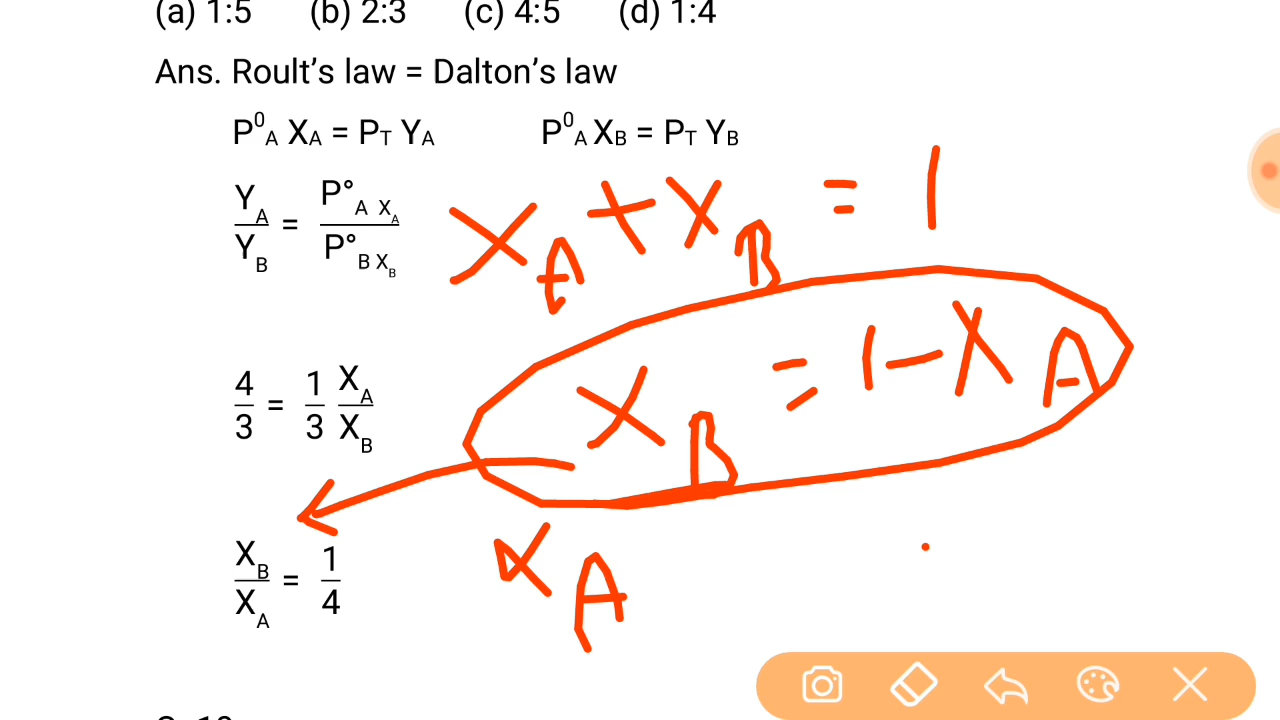 (a) 1:5 (b) 2:3 (c) 4:5 (d) 1:4
Ans. Roult's law = Dalton's law
P⁰A XA = PT YA P⁰A XB = PT YB
YA/YB = P°A XA / P°B XB
XA + XB = 1
XB = 1 - XA
4/3 = 1/3 XA/XB
XB/XA = 1/4
XA